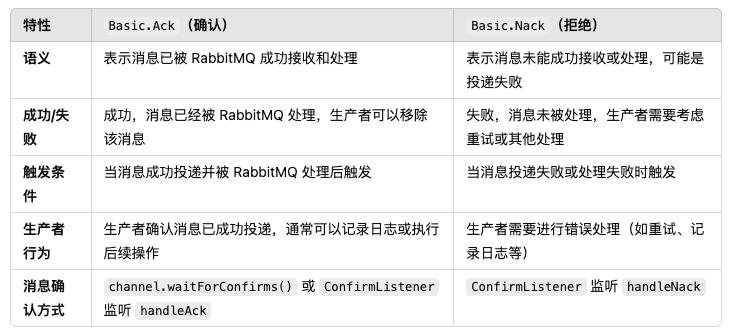 特性 Basic.Ack（确认） Basic.Nack（拒绝）
语义 表示消息已被 RabbitMQ 成功接收和处理 表示消息未能成功接收或处理，可能是
投递失败
成功/失 成功，消息已经被 RabbitMQ 处理，生产者可以移除 失败，消息未被处理，生产者需要考虑
败 该消息 重试或其他处理
触发条 当消息成功投递并被 RabbitMQ 处理后触发 当消息投递失败或处理失败时触发
件
生产者 生产者确认消息已成功投递，通常可以记录日志或执行 生产者需要进行错误处理（如重试、记
行为 后续操作 录日志等）
消息确 channel.waitForConfirms() 或 ConfirmListener ConfirmListener 监听 handleNack
认方式 监听 handleAck